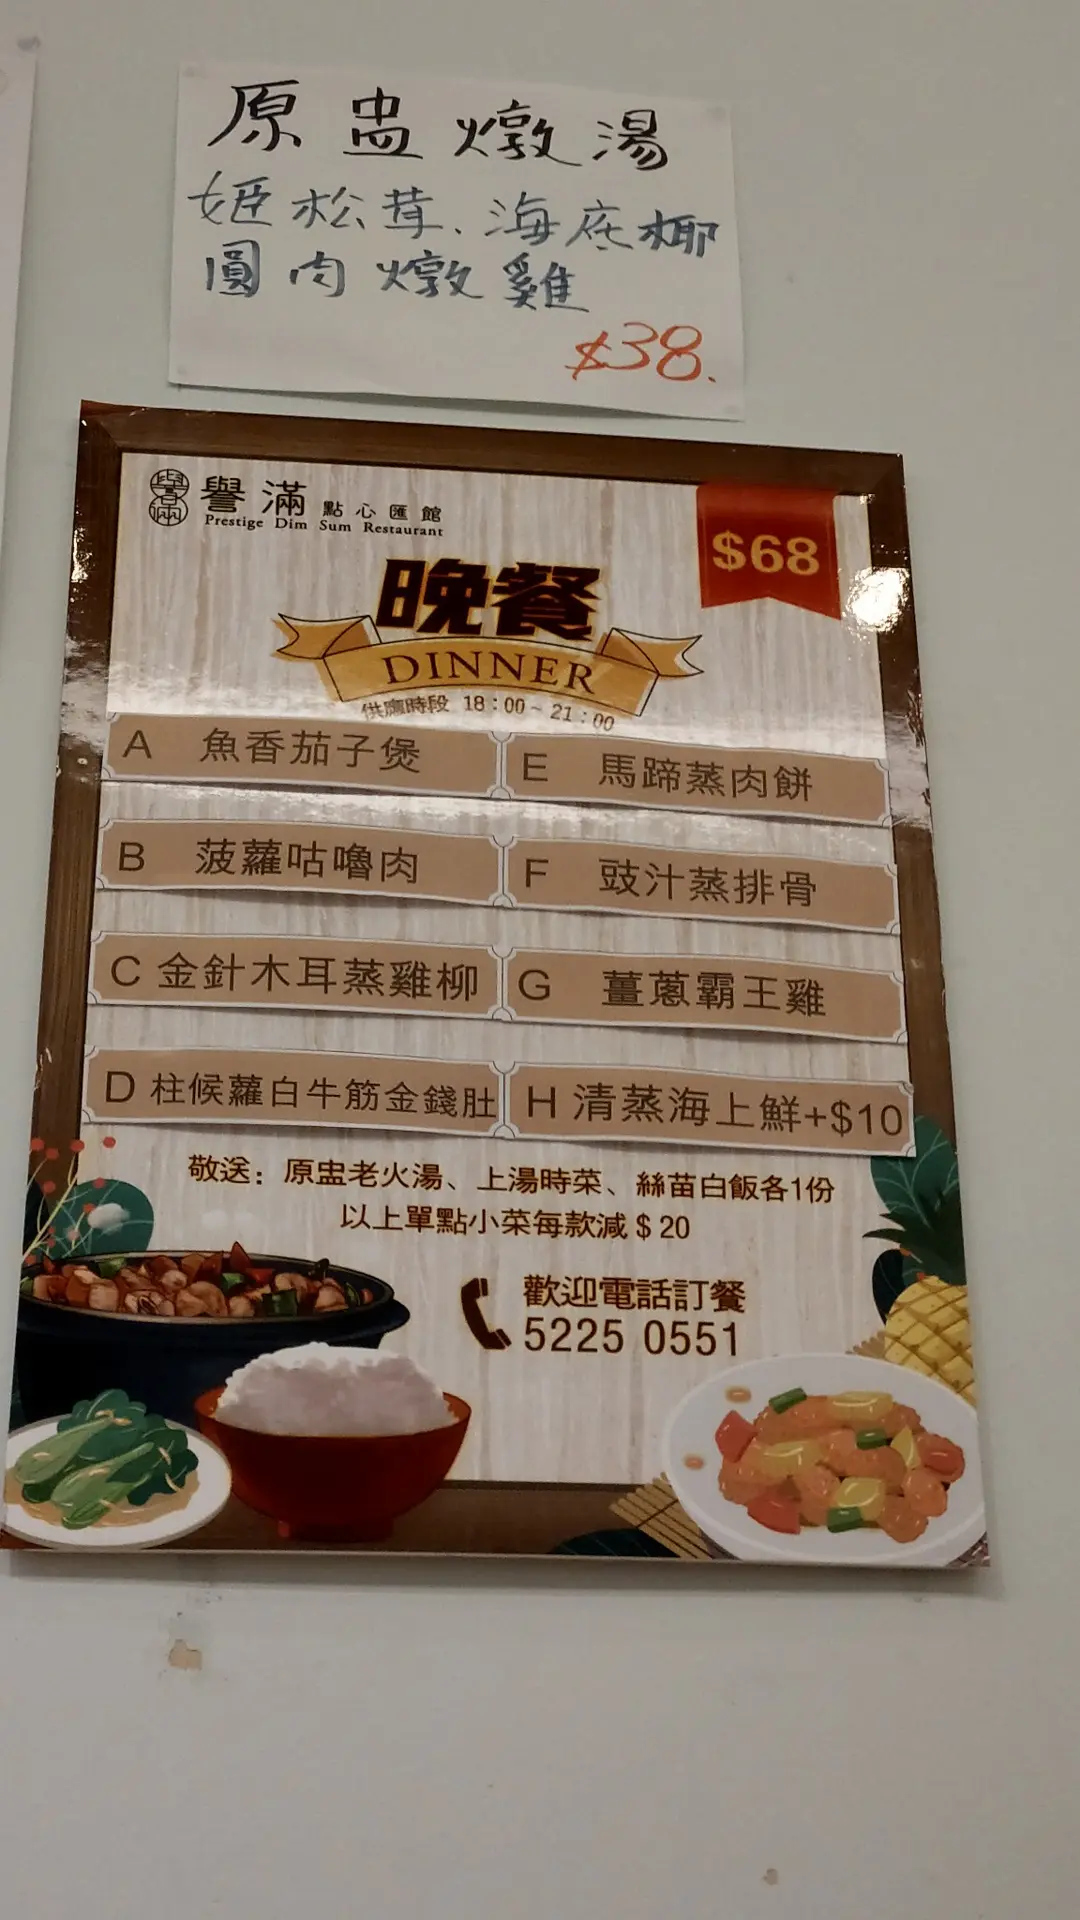 原盅燉湯
姬松茸、海底椰
圓肉燉雞
$38.
譽滿 點心匯館
Prestige Dim Sum Restaurant
$68
晚餐
DINNER
供應時段 18：00 ~ 21：00
A 魚香茄子煲
E 馬蹄蒸肉餅
B 菠蘿咕嚕肉
F 豉汁蒸排骨
C 金針木耳蒸雞柳
G 薑蔥霸王雞
D 柱候蘿白牛筋金錢肚
H 清蒸海上鮮+$10
敬送：原盅老火湯、上湯時菜、絲苗白飯各1份
以上單點小菜每款減 $ 20
歡迎電話訂餐
5225 0551